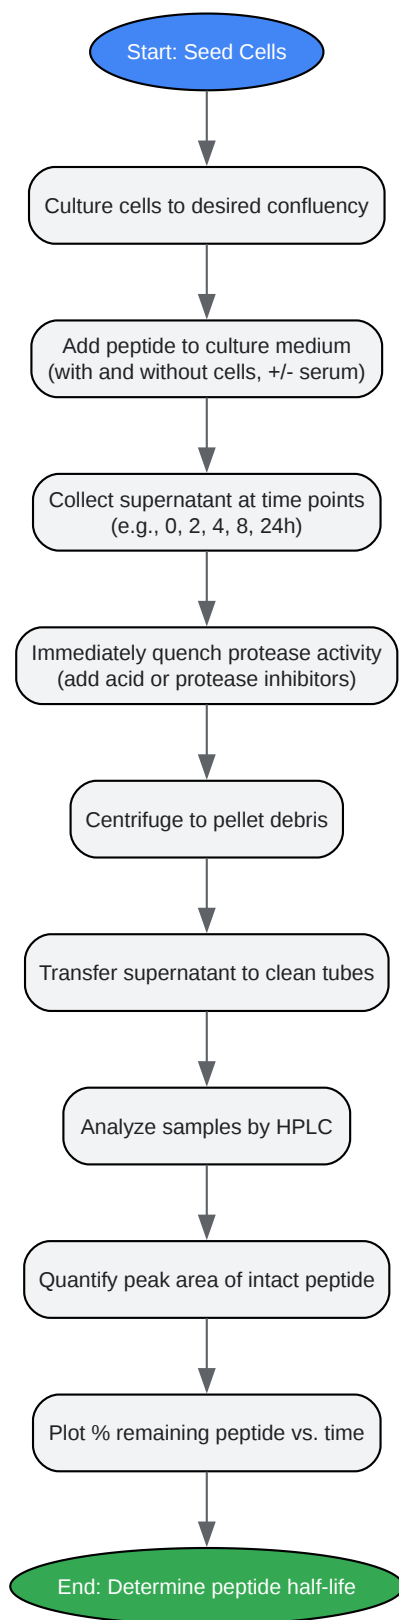 Start: Seed Cells
Culture cells to desired confluency
Add peptide to culture medium
(with and without cells, +/- serum)
Collect supernatant at time points
(e.g., 0, 2, 4, 8, 24h)
Immediately quench protease activity
(add acid or protease inhibitors)
Centrifuge to pellet debris
Transfer supernatant to clean tubes
Analyze samples by HPLC
Quantify peak area of intact peptide
Plot % remaining peptide vs. time
End: Determine peptide half-life